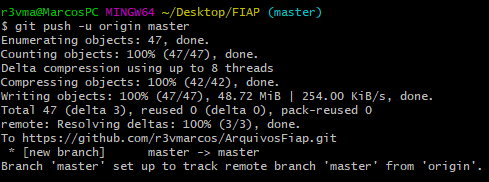 r3vma@MarcosPC MINGW64 ~/Desktop/FIAP (master)
$ git push -u origin master
Enumerating objects: 47, done.
Counting objects: 100% (47/47), done.
Delta compression using up to 8 threads
Compressing objects: 100% (42/42), done.
Writing objects: 100% (47/47), 48.72 MiB | 254.00 KiB/s, done.
Total 47 (delta 3), reused 0 (delta 0), pack-reused 0
remote: Resolving deltas: 100% (3/3), done.
To https://github.com/r3vmarcos/ArquivosFiap.git
 * [new branch]      master -> master
Branch 'master' set up to track remote branch 'master' from 'origin'.